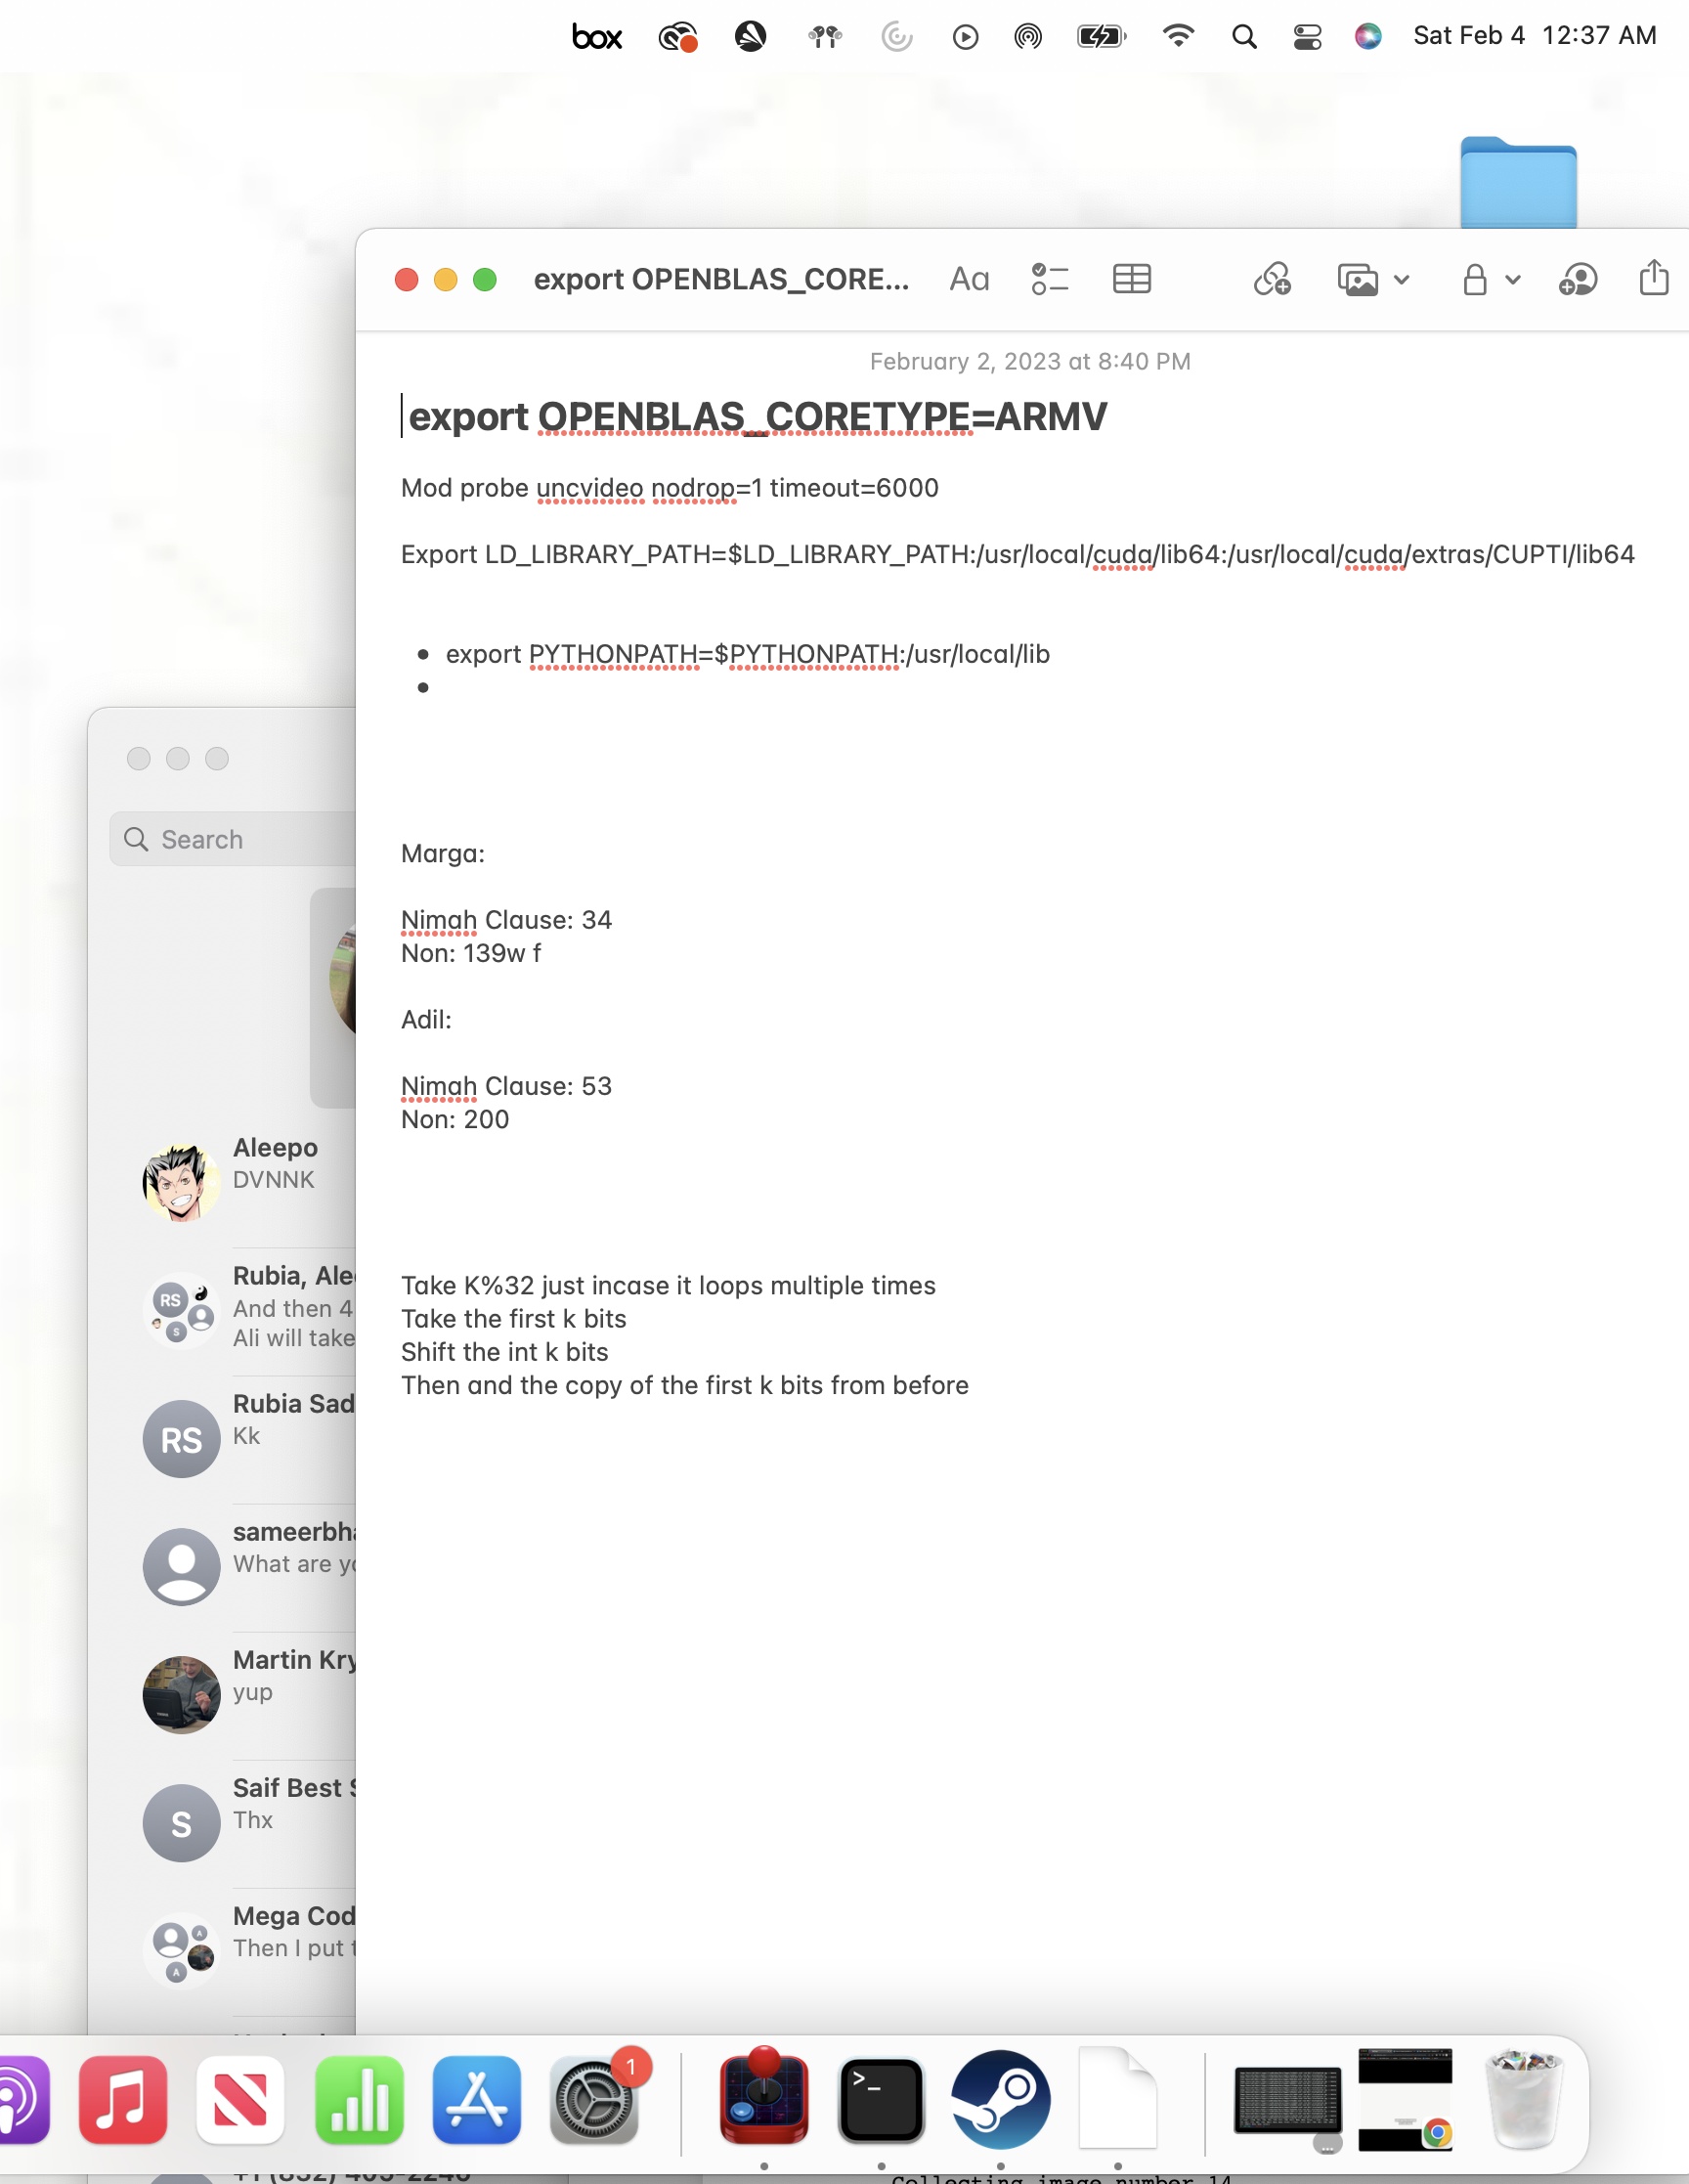 box Sat Feb 4 12:37 AM
export OPENBLAS_CORE... Aa
February 2, 2023 at 8:40 PM
export OPENBLAS_CORETYPE=ARMV
Mod probe uncvideo nodrop=1 timeout=6000
Export LD_LIBRARY_PATH=$LD_LIBRARY_PATH:/usr/local/cuda/lib64:/usr/local/cuda/extras/CUPTI/lib64
• export PYTHONPATH=$PYTHONPATH:/usr/local/lib
•
Marga:
Nimah Clause: 34
Non: 139w f
Adil:
Nimah Clause: 53
Non: 200
Take K%32 just incase it loops multiple times
Take the first k bits
Shift the int k bits
Then and the copy of the first k bits from before
Search
Aleepo
DVNNK
RS
S
Rubia, Ale
And then 4
Ali will take
RS
Rubia Sad
Kk
sameerbha
What are yo
Martin Kry
yup
S
Saif Best S
Thx
A
A
Mega Cod
Then I put t
1
>_
Collecting image number 14